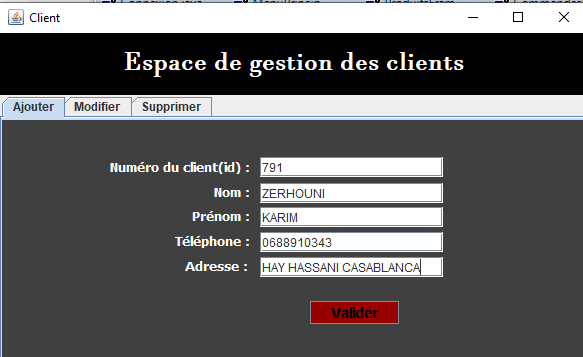 Client
Espace de gestion des clients
Ajouter Modifier Supprimer
Numéro du client(id) : 791
Nom : ZERHOUNI
Prénom : KARIM
Téléphone : 0688910343
Adresse : HAY HASSANI CASABLANCA
Valider